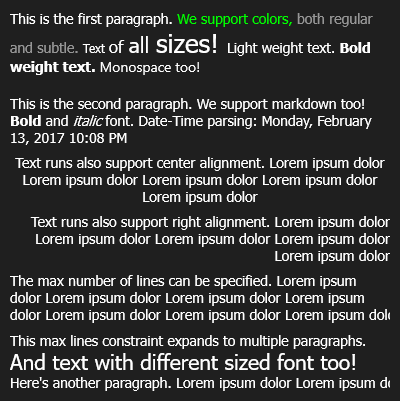 This is the first paragraph. We support colors, both regular
and subtle. Text of all sizes! Light weight text. Bold
weight text. Monospace too!
This is the second paragraph. We support markdown too!
Bold and italic font. Date-Time parsing: Monday, February
13, 2017 10:08 PM
Text runs also support center alignment. Lorem ipsum dolor
Lorem ipsum dolor Lorem ipsum dolor Lorem ipsum dolor
Lorem ipsum dolor
Text runs also support right alignment. Lorem ipsum dolor
Lorem ipsum dolor Lorem ipsum dolor Lorem ipsum dolor
Lorem ipsum dolor
The max number of lines can be specified. Lorem ipsum
dolor Lorem ipsum dolor Lorem ipsum dolor Lorem ipsum
dolor Lorem ipsum dolor Lorem ipsum dolor Lorem ipsum dol
This max lines constraint expands to multiple paragraphs.
And text with different sized font too!
Here's another paragraph. Lorem ipsum dolor Lorem ipsum do